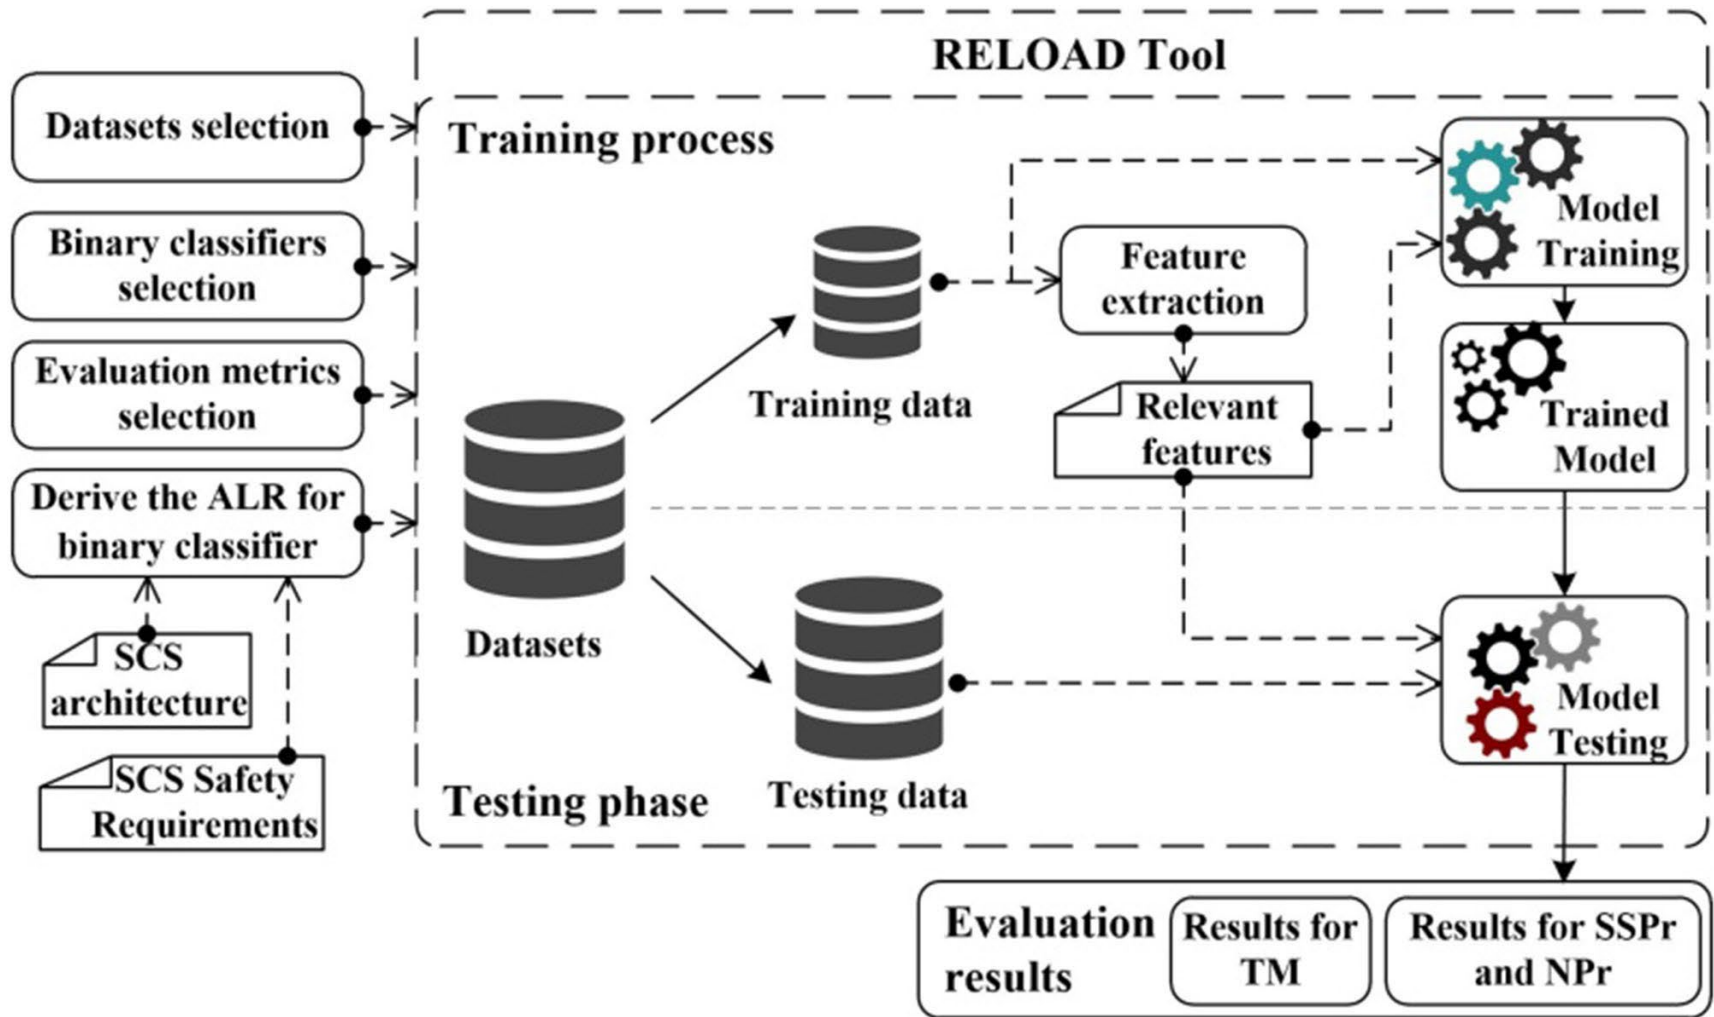 RELOAD Tool
Datasets selection
Binary classifiers
selection
Evaluation metrics
selection
Derive the ALR for
binary classifier
SCS
architecture
SCS Safety
Requirements
Training process
Datasets
Training data
Feature
extraction
Relevant
features
Model
Training
Trained
Model
Testing phase
Testing data
Model
Testing
Evaluation
results
Results for
TM
Results for SSPr
and NPr